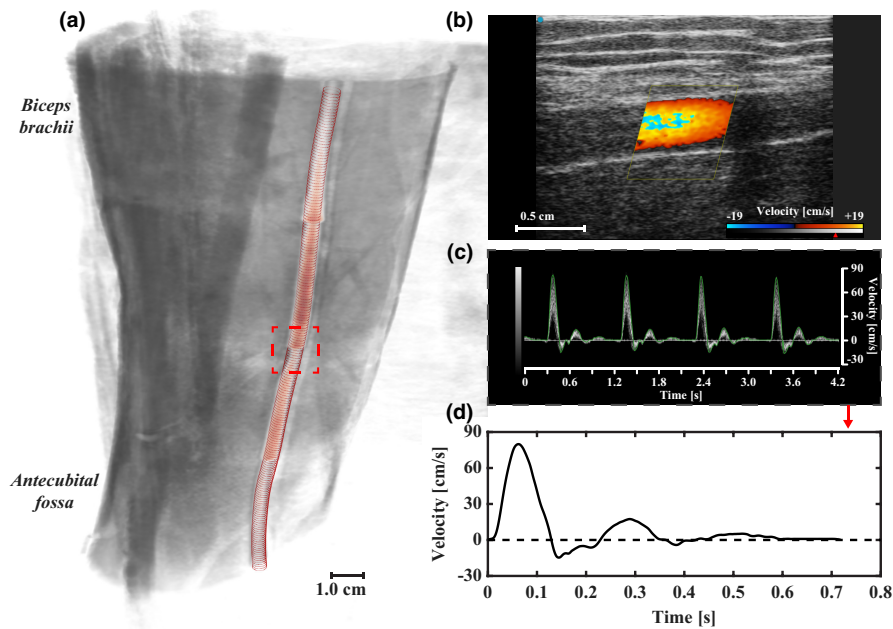 (a)
Biceps
brachii
Antecubital
fossa
1.0 cm
(b)
0.5 cm
Velocity [cm/s]
-19
+19
(c)
90
60
30
0
-30
Velocity
[cm/s]
0
0.6
1.2
1.8
2.4
3.0
3.6
4.2
Time [s]
(d)
90
60
30
0
-30
Velocity [cm/s]
0
0.1
0.2
0.3
0.4
0.5
0.6
0.7
0.8
Time [s]